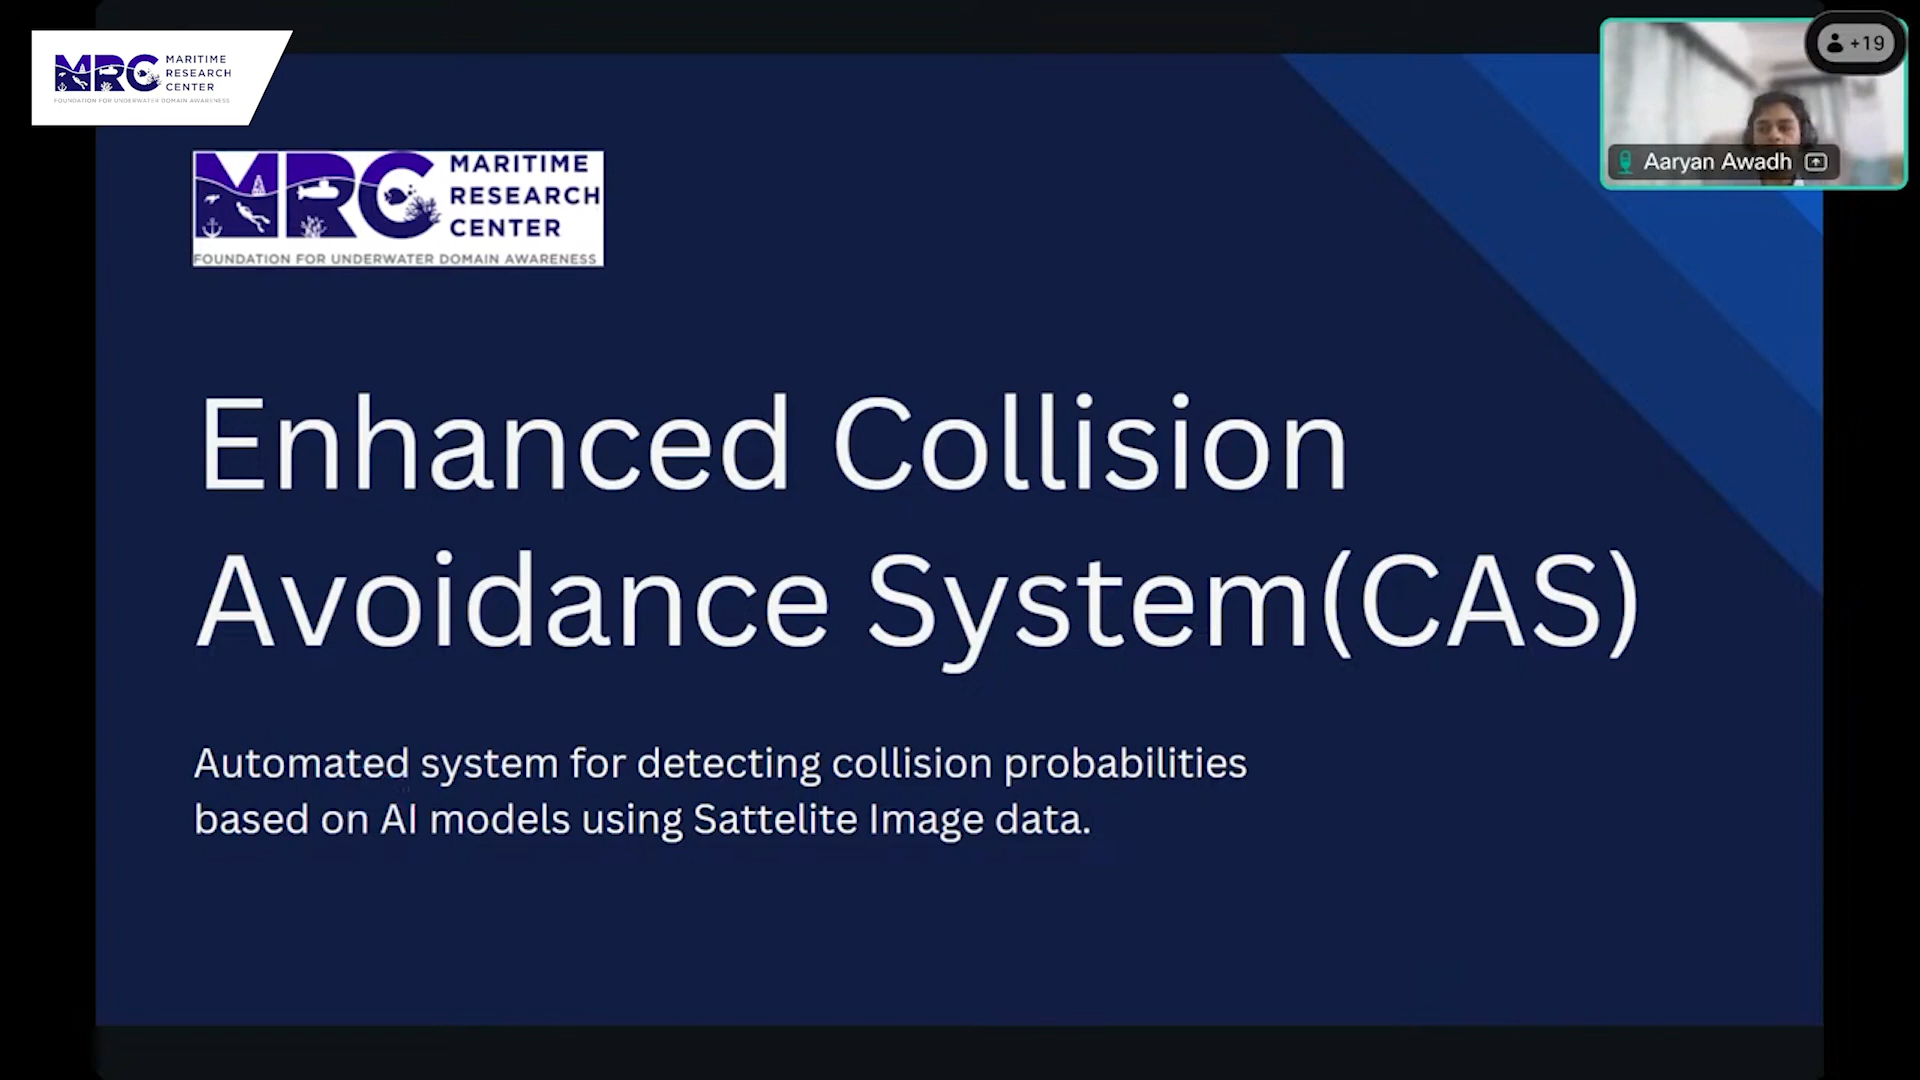 MRC MARITIME
RESEARCH
CENTER
FOUNDATION FOR UNDERWATER DOMAIN AWARENESS
+19
Aaryan Awadh
MRC MARITIME
RESEARCH
CENTER
FOUNDATION FOR UNDERWATER DOMAIN AWARENESS
Enhanced Collision
Avoidance System(CAS)
Automated system for detecting collision probabilities
based on AI models using Sattelite Image data.